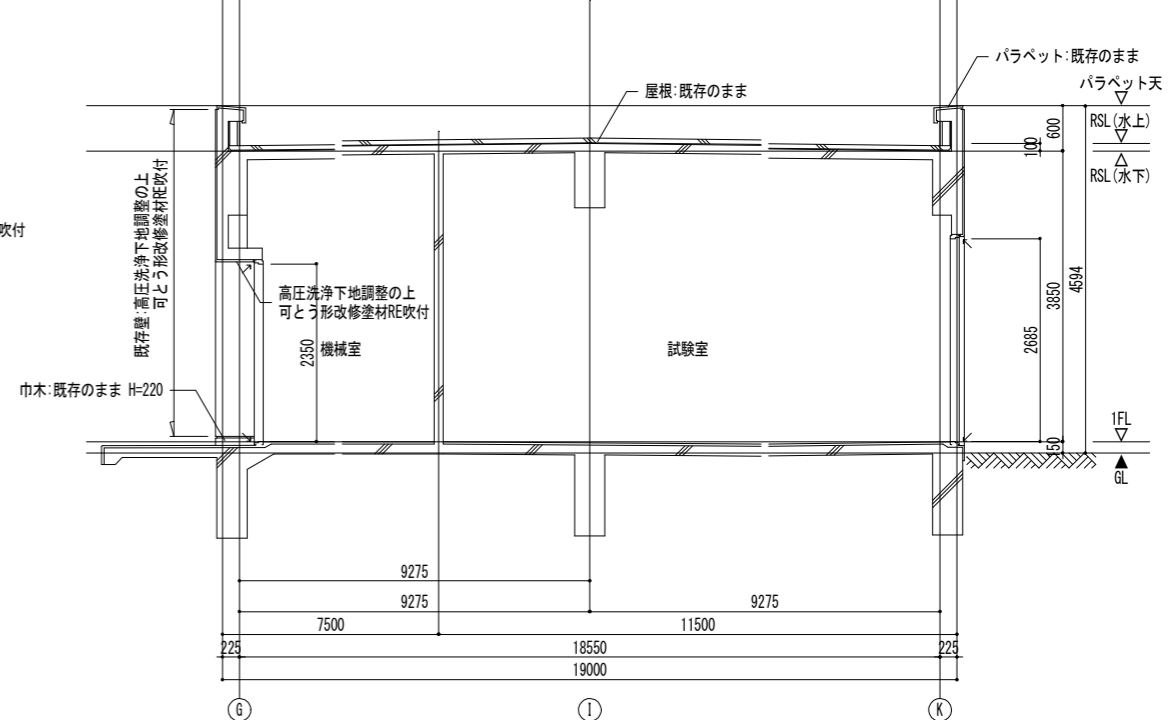 パラペット:既存のまま
屋根:既存のまま
パラペット天
RSL(水上)
RSL(水下)
600
100
3850
4594
2685
150
1FL
GL
吹付
既存壁:高圧洗浄下地調整の上
可とう形改修塗材RE吹付
高圧洗浄下地調整の上
可とう形改修塗材RE吹付
2350
機械室
試験室
巾木:既存のまま H=220
9275
9275
9275
7500
11500
225
18550
225
19000
G
I
K